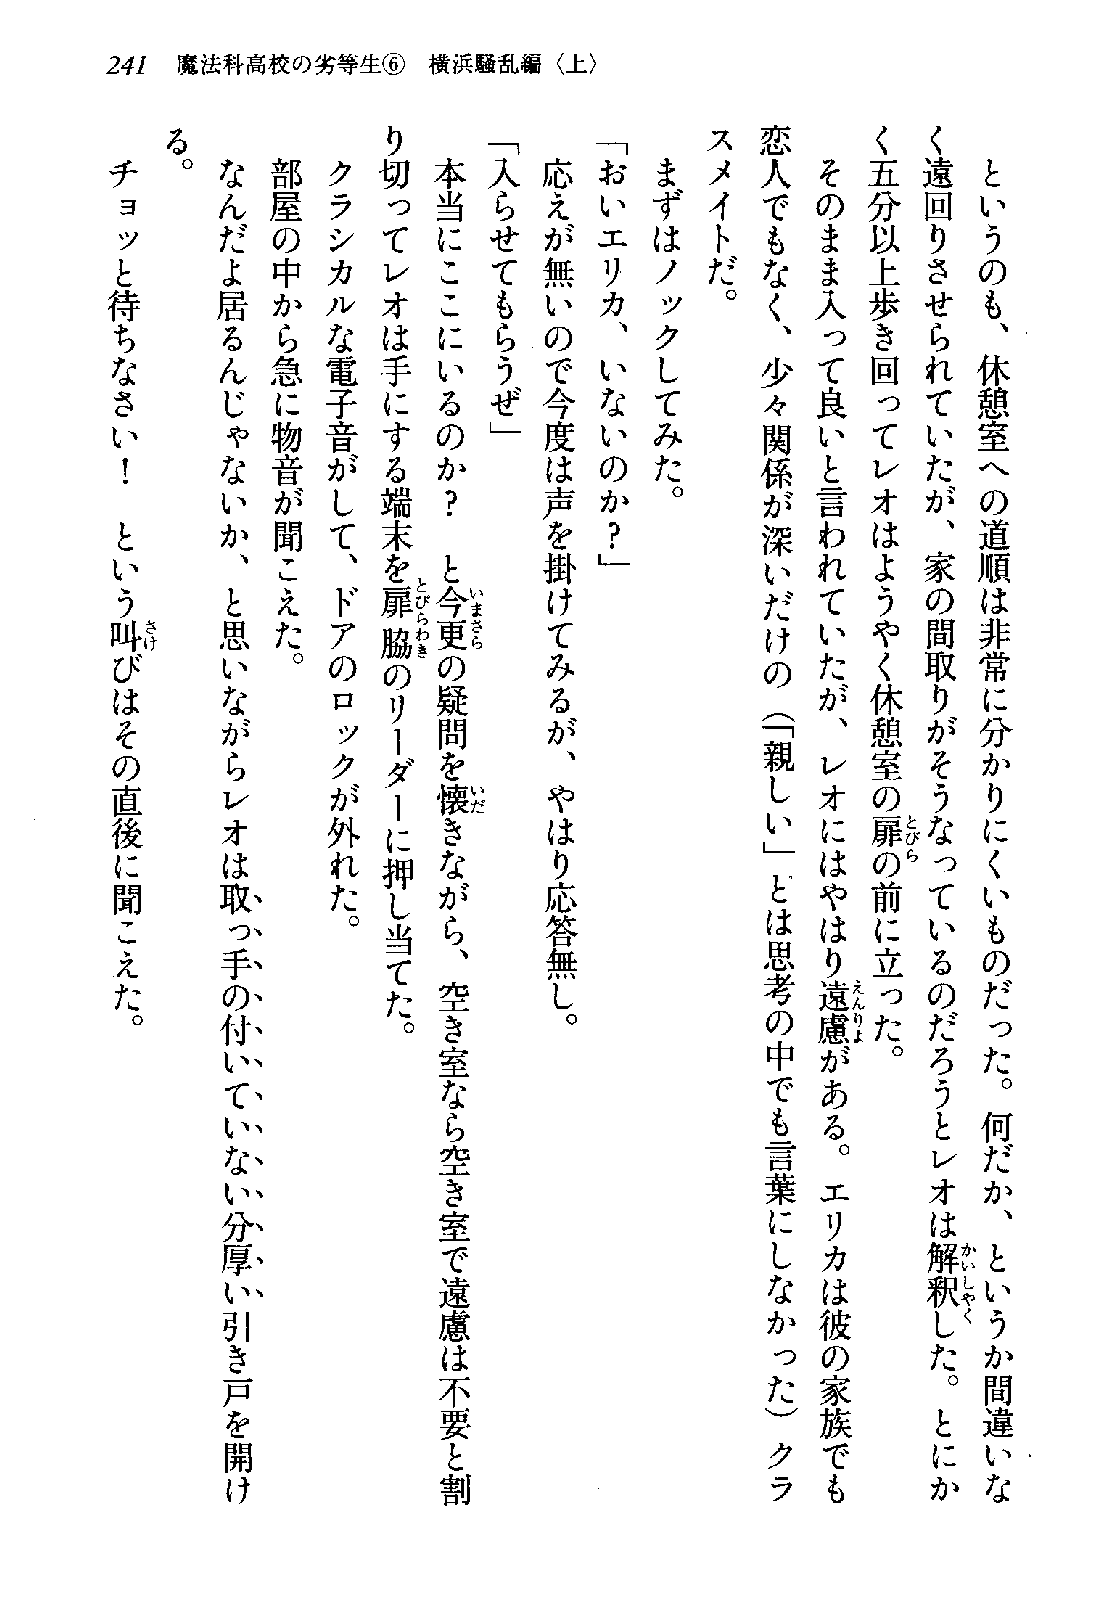 241 魔法科高校の劣等生⑥ 横浜騒乱編〈上〉
　というのも、休憩室への道順は非常に分かりにくいものだった。何だか、というか間違いな
く遠回りさせられていたが、家の間取りがそうなっているのだろうとレオは解釈した。とにか
く五分以上歩き回ってレオはようやく休憩室の扉の前に立った。
　そのまま入って良いと言われていたが、レオにはやはり遠慮がある。エリカは彼の家族でも
恋人でもなく、少々関係が深いだけの（「親しい」とは思考の中でも言葉にしなかった）クラ
スメイトだ。
　まずはノックしてみた。
「おいエリカ、いないのか？」
　応えが無いので今度は声を掛けてみるが、やはり応答無し。
「入らせてもらうぜ」
　本当にここにいるのか？　と今更の疑問を懐きながら、空き室なら空き室で遠慮は不要と割
り切ってレオは手にする端末を扉脇のリーダーに押し当てた。
　クラシカルな電子音がして、ドアのロックが外れた。
　部屋の中から急に物音が聞こえた。
　なんだよ居るんじゃないか、と思いながらレオは取っ手の付いていない分厚い引き戸を開け
る。
　チョッと待ちなさい！　という叫びはその直後に聞こえた。